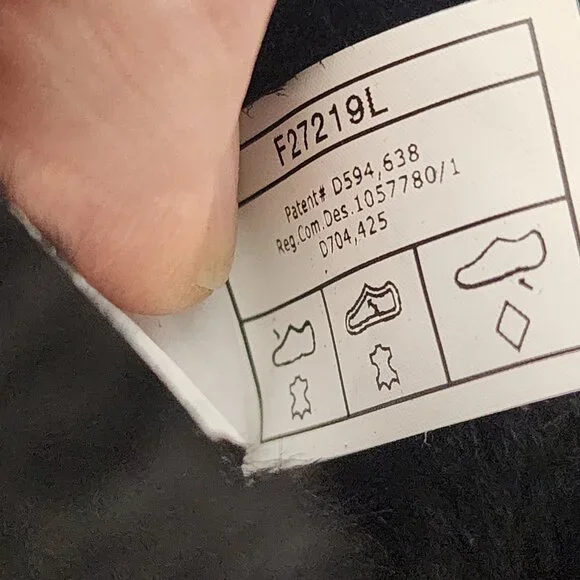 F27219L
Patent# D594,638
Reg.Com.Des.1057780/1
D704,425